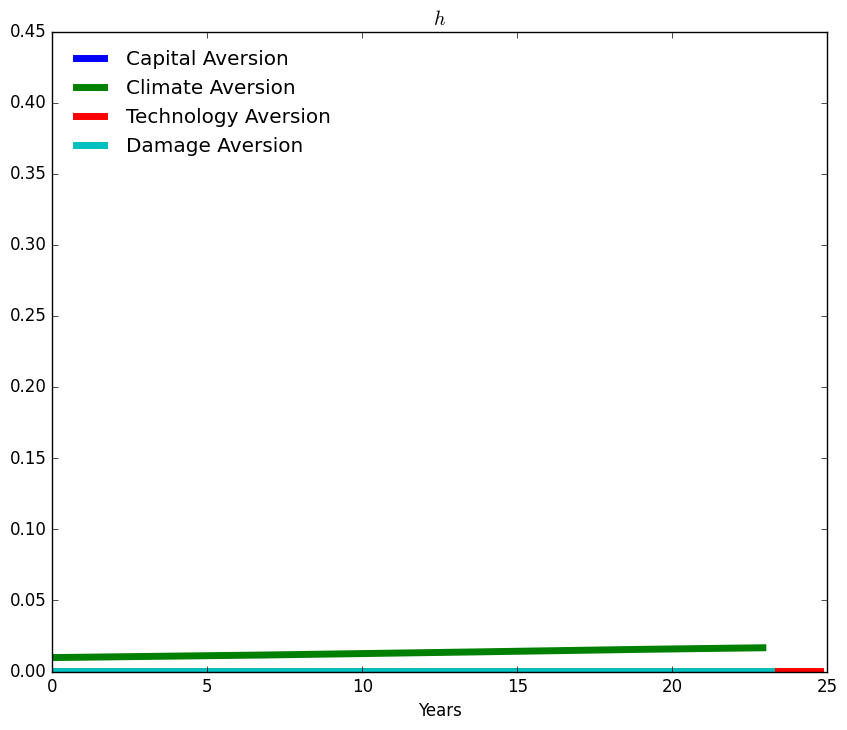 h
0.45
0.40
0.35
0.30
0.25
0.20
0.15
0.10
0.05
0.00
Capital Aversion
Climate Aversion
Technology Aversion
Damage Aversion
0 5 10 15 20 25
Years